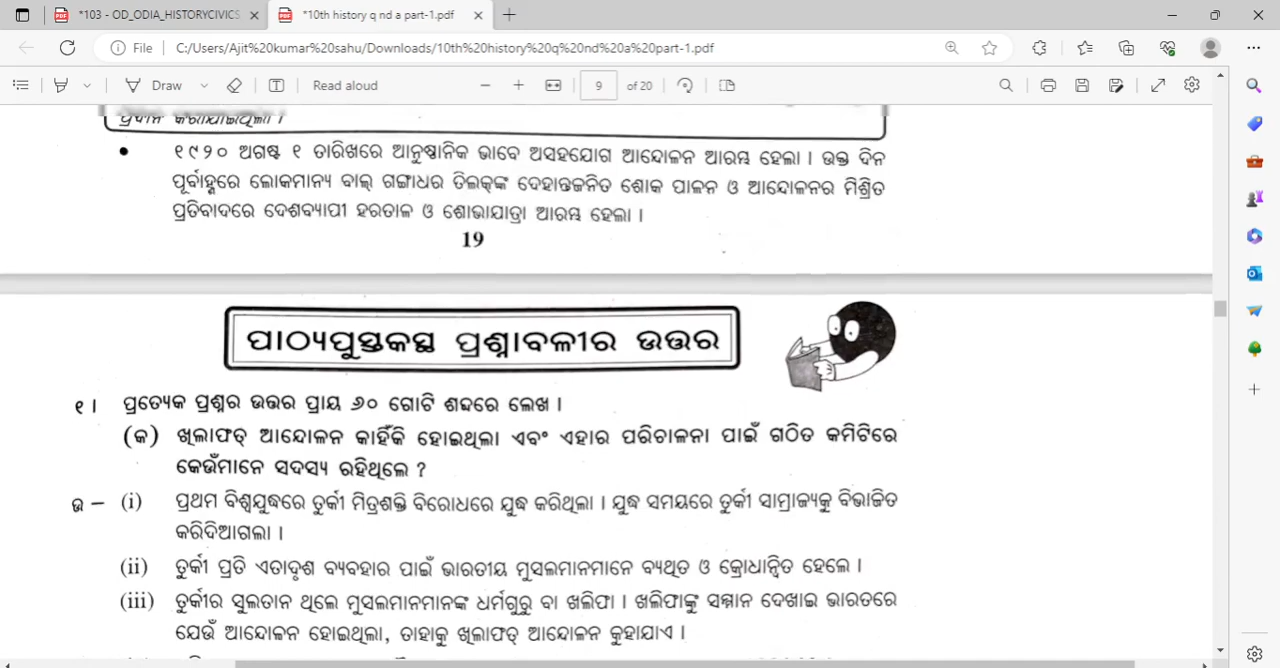 *103 - OD_ODIA_HISTORYCIVICS
*10th history q nd a part-1.pdf
File C:/Users/Ajit%20kumar%20sahu/Downloads/10th%20history%20q%20nd%20a%20part-1.pdf
Draw Read aloud 9 of 20
ପ୍ରଦାନ କରାଯାଇଥିଲା ।
• ୧୯୨୦ ଅଗଷ୍ଟ ୧ ତାରିଖରେ ଆନୁଷ୍ଠାନିକ ଭାବେ ଅସହଯୋଗ ଆନ୍ଦୋଳନ ଆରମ୍ଭ ହେଲା । ଉକ୍ତ ଦିନ
ପୂର୍ବାହ୍ନରେ ଲୋକମାନ୍ୟ ବାଲ୍ ଗଙ୍ଗାଧର ତିଲକ୍‌ଙ୍କ ଦେହାନ୍ତଜନିତ ଶୋକ ପାଳନ ଓ ଆନ୍ଦୋଳନର ମିଶ୍ରିତ
ପ୍ରତିବାଦରେ ଦେଶବ୍ୟାପୀ ହରତାଳ ଓ ଶୋଭାଯାତ୍ରା ଆରମ୍ଭ ହେଲା ।
19
ପାଠ୍ୟପୁସ୍ତକସ୍ଥ ପ୍ରଶ୍ନାବଳୀର ଉତ୍ତର
୧ । ପ୍ରତ୍ୟେକ ପ୍ରଶ୍ନର ଉତ୍ତର ପ୍ରାୟ ୬୦ ଗୋଟି ଶବ୍ଦରେ ଲେଖ ।
(କ) ଖିଲାଫତ୍ ଆନ୍ଦୋଳନ କାହିଁକି ହୋଇଥିଲା ଏବଂ ଏହାର ପରିଚାଳନା ପାଇଁ ଗଠିତ କମିଟିରେ
କେଉଁମାନେ ସଦସ୍ୟ ରହିଥିଲେ ?
ଉ – (i) ପ୍ରଥମ ବିଶ୍ୱଯୁଦ୍ଧରେ ତୁର୍କୀ ମିତ୍ରଶକ୍ତି ବିରୋଧରେ ଯୁଦ୍ଧ କରିଥିଲା । ଯୁଦ୍ଧ ସମୟରେ ତୁର୍କୀ ସାମ୍ରାଜ୍ୟକୁ ବିଭାଜିତ
କରିଦିଆଗଲା ।
(ii) ତୁର୍କୀ ପ୍ରତି ଏତାଦୃଶ ବ୍ୟବହାର ପାଇଁ ଭାରତୀୟ ମୁସଲମାନମାନେ ବ୍ୟଥିତ ଓ କ୍ରୋଧାନ୍ୱିତ ହେଲେ ।
(iii) ତୁର୍କୀର ସୁଲତାନ ଥିଲେ ମୁସଲମାନମାନଙ୍କ ଧର୍ମଗୁରୁ ବା ଖଲିଫା । ଖଲିଫାଙ୍କୁ ସମ୍ମାନ ଦେଖାଇ ଭାରତରେ
ଯେଉଁ ଆନ୍ଦୋଳନ ହୋଇଥିଲା, ତାହାକୁ ଖିଲାଫତ୍ ଆନ୍ଦୋଳନ କୁହାଯାଏ ।